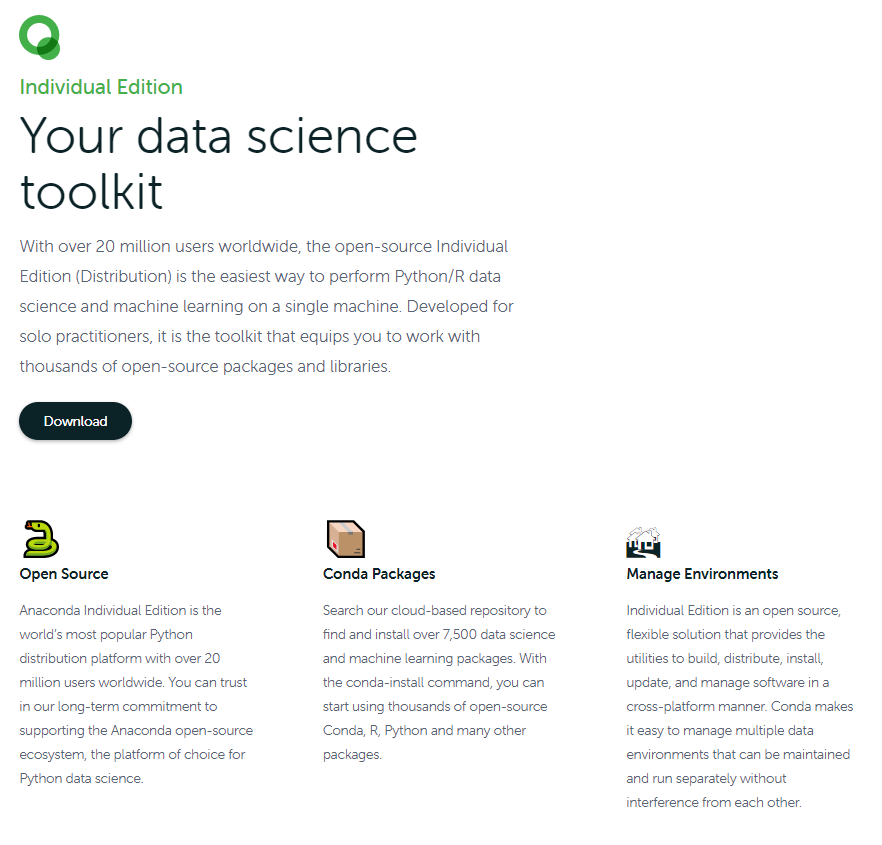 Individual Edition
Your data science
toolkit
With over 20 million users worldwide, the open-source Individual
Edition (Distribution) is the easiest way to perform Python/R data
science and machine learning on a single machine. Developed for
solo practitioners, it is the toolkit that equips you to work with
thousands of open-source packages and libraries.
Download
Open Source
Anaconda Individual Edition is the
world's most popular Python
distribution platform with over 20
million users worldwide. You can trust
in our long-term commitment to
supporting the Anaconda open-source
ecosystem, the platform of choice for
Python data science.
Conda Packages
Search our cloud-based repository to
find and install over 7,500 data science
and machine learning packages. With
the conda-install command, you can
start using thousands of open-source
Conda, R, Python and many other
packages.
Manage Environments
Individual Edition is an open source,
flexible solution that provides the
utilities to build, distribute, install,
update, and manage software in a
cross-platform manner. Conda makes
it easy to manage multiple data
environments that can be maintained
and run separately without
interference from each other.